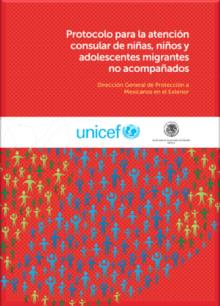 Protocolo para la atención
consular de niñas, niños y
adolescentes migrantes
no acompañados
Dirección General de Protección a
Mexicanos en el Exterior
unicef